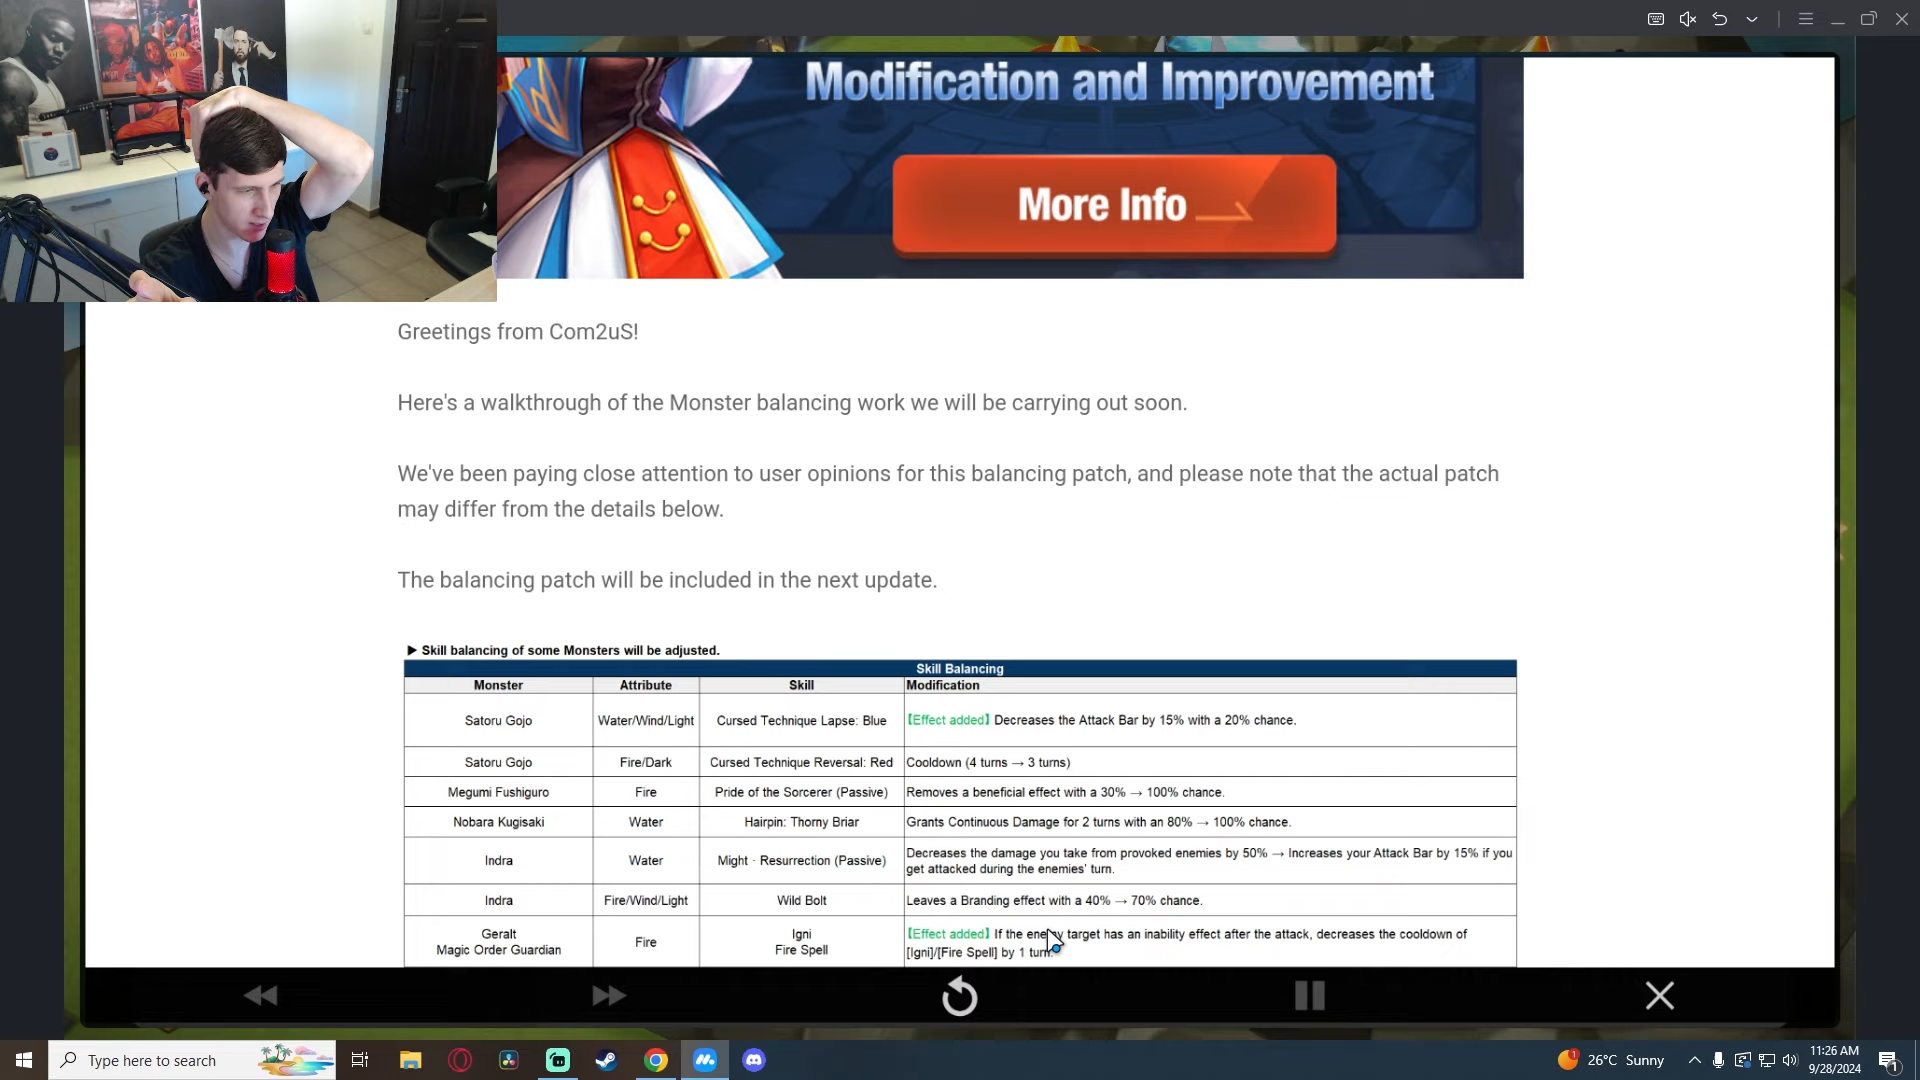 Modification and Improvement
More Info
Greetings from Com2uS!
Here's a walkthrough of the Monster balancing work we will be carrying out soon.
We've been paying close attention to user opinions for this balancing patch, and please note that the actual patch
may differ from the details below.
The balancing patch will be included in the next update.
▶ Skill balancing of some Monsters will be adjusted.
Skill Balancing
Monster Attribute Skill Modification
Satoru Gojo Water/Wind/Light Cursed Technique Lapse: Blue 【Effect added】 Decreases the Attack Bar by 15% with a 20% chance.
Satoru Gojo Fire/Dark Cursed Technique Reversal: Red Cooldown (4 turns → 3 turns)
Megumi Fushiguro Fire Pride of the Sorcerer (Passive) Removes a beneficial effect with a 30% → 100% chance.
Nobara Kugisaki Water Hairpin: Thorny Briar Grants Continuous Damage for 2 turns with an 80% → 100% chance.
Indra Water Might · Resurrection (Passive) Decreases the damage you take from provoked enemies by 50% → Increases your Attack Bar by 15% if you
get attacked during the enemies' turn.
Indra Fire/Wind/Light Wild Bolt Leaves a Branding effect with a 40% → 70% chance.
Geralt
Magic Order Guardian
Fire
Igni
Fire Spell
【Effect added】 If the enemy target has an inability effect after the attack, decreases the cooldown of
[Igni]/[Fire Spell] by 1 turn.
Type here to search
26°C Sunny
11:26 AM
9/28/2024